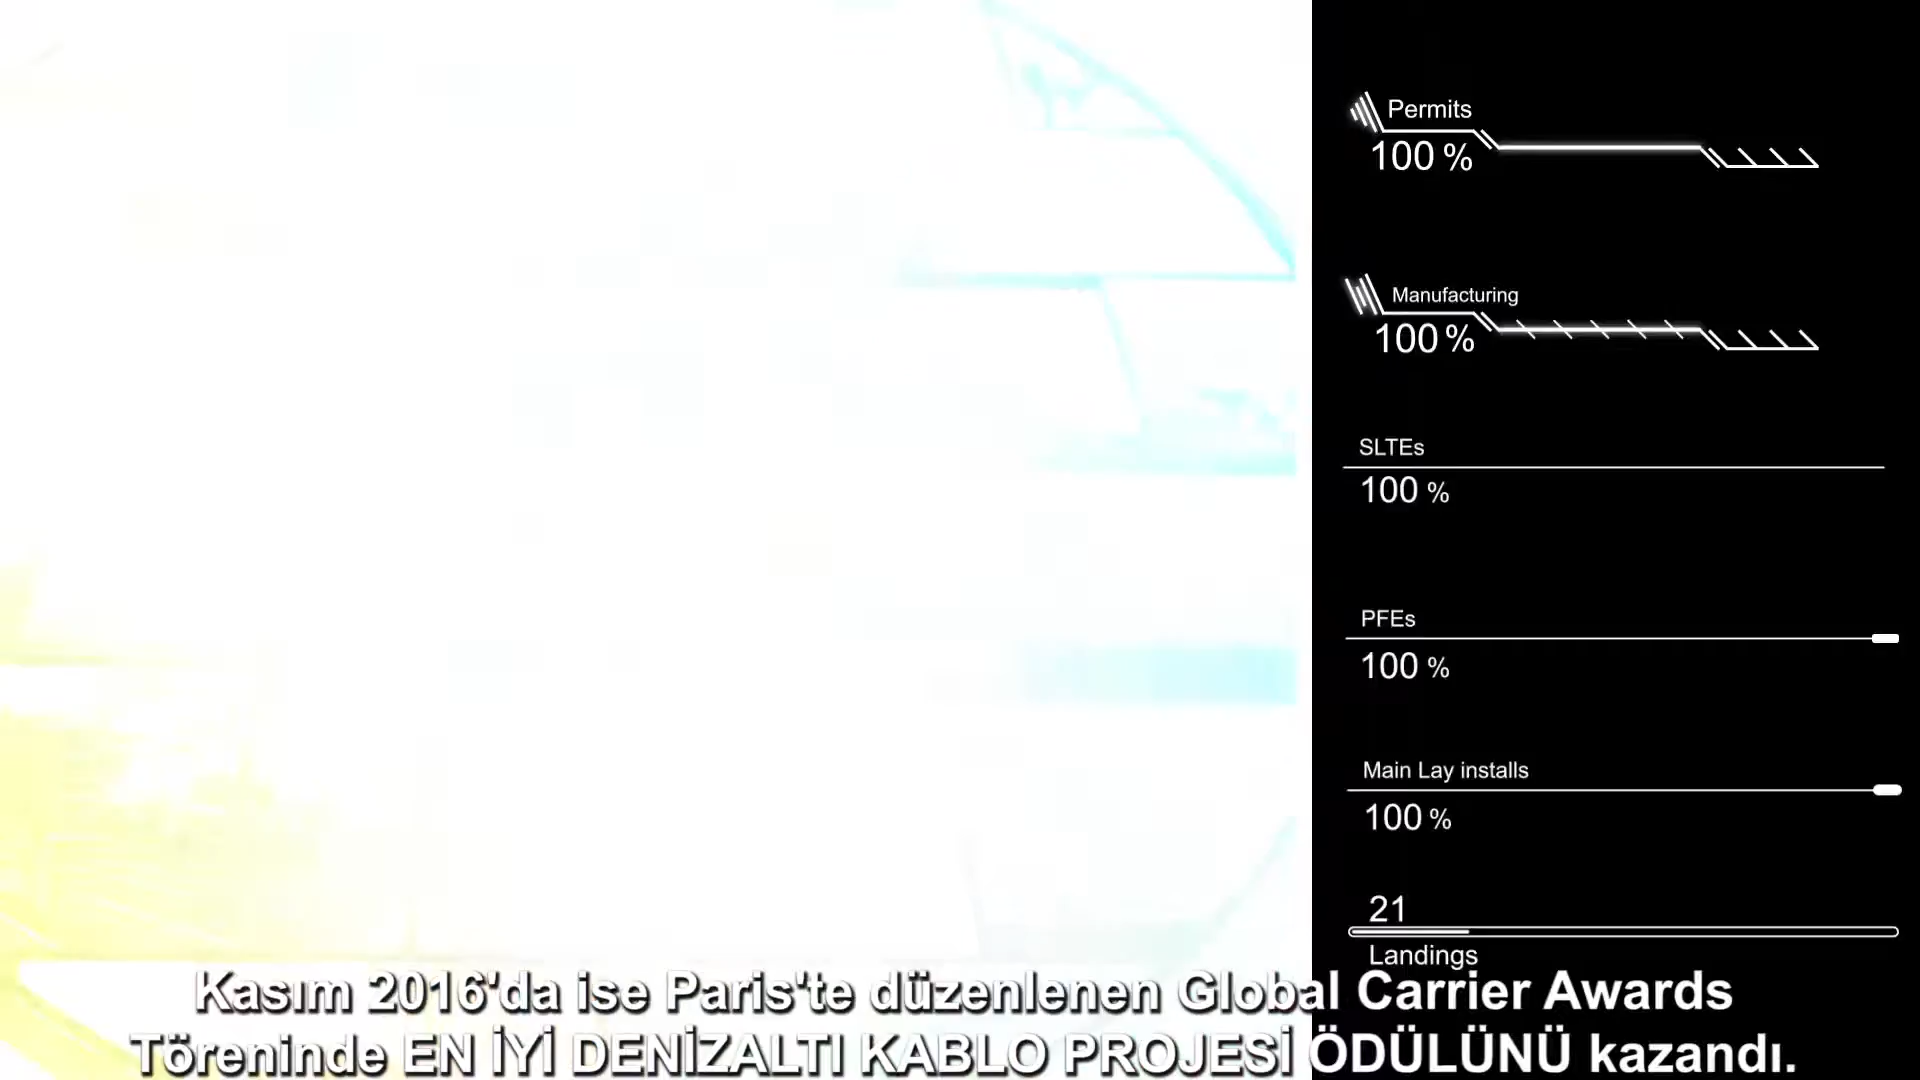 Permits
100 %
Manufacturing
100 %
SLTEs
100 %
PFEs
100 %
Main Lay installs
100 %
21
Landings
Kasım 2016'da ise Paris'te düzenlenen Global Carrier Awards
Töreninde EN İYİ DENİZALTI KABLO PROJESİ ÖDÜLÜNÜ kazandı.